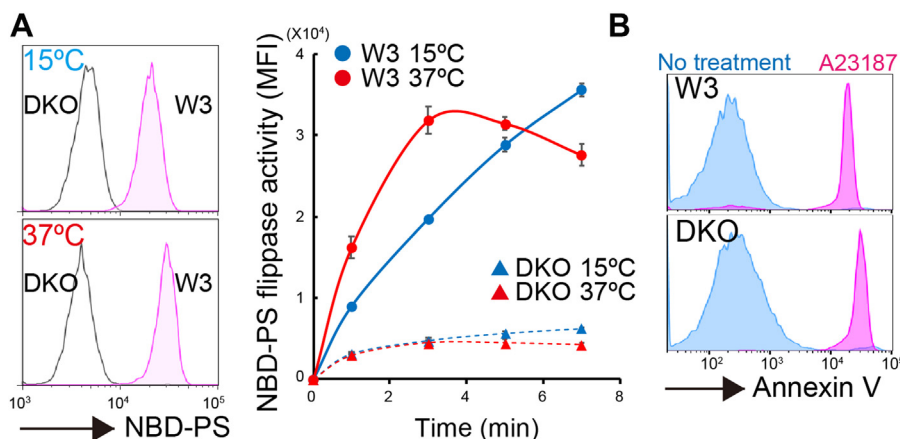 A
15ºC
DKO
W3
37ºC
DKO
W3
10³ 10⁴ 10⁵
NBD-PS
NBD-PS flippase activity (MFI)
(X10⁴)
4
3
2
1
0
0 2 4 6 8
Time (min)
W3 15ºC
W3 37ºC
DKO 15ºC
DKO 37ºC
B
No treatment A23187
W3
DKO
10² 10³ 10⁴ 10⁵
Annexin V